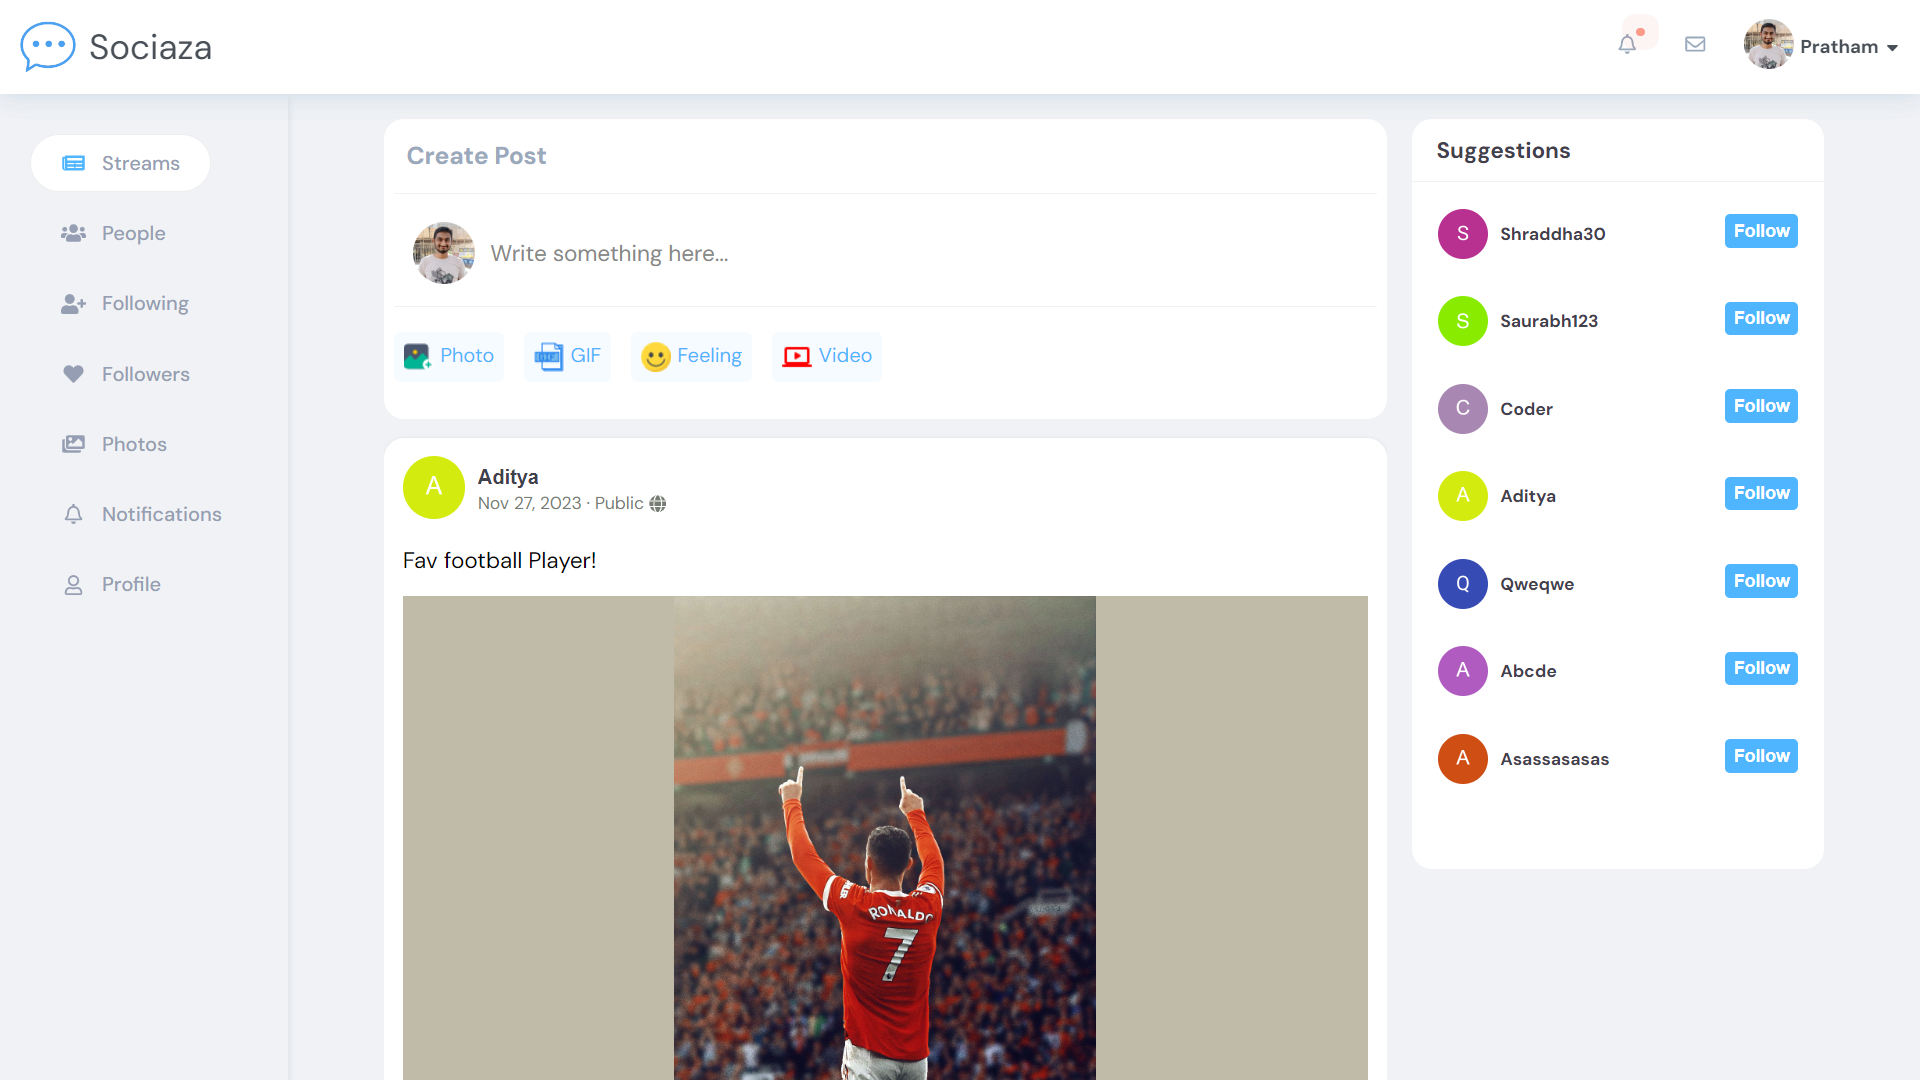 Sociaza
Pratham
Streams
People
Following
Followers
Photos
Notifications
Profile
Create Post
Write something here...
Photo
GIF
Feeling
Video
A
Aditya
Nov 27, 2023 · Public
Fav football Player!
RONALDO
7
Suggestions
S Shraddha30 Follow
S Saurabh123 Follow
C Coder Follow
A Aditya Follow
Q Qweqwe Follow
A Abcde Follow
A Asassasasas Follow